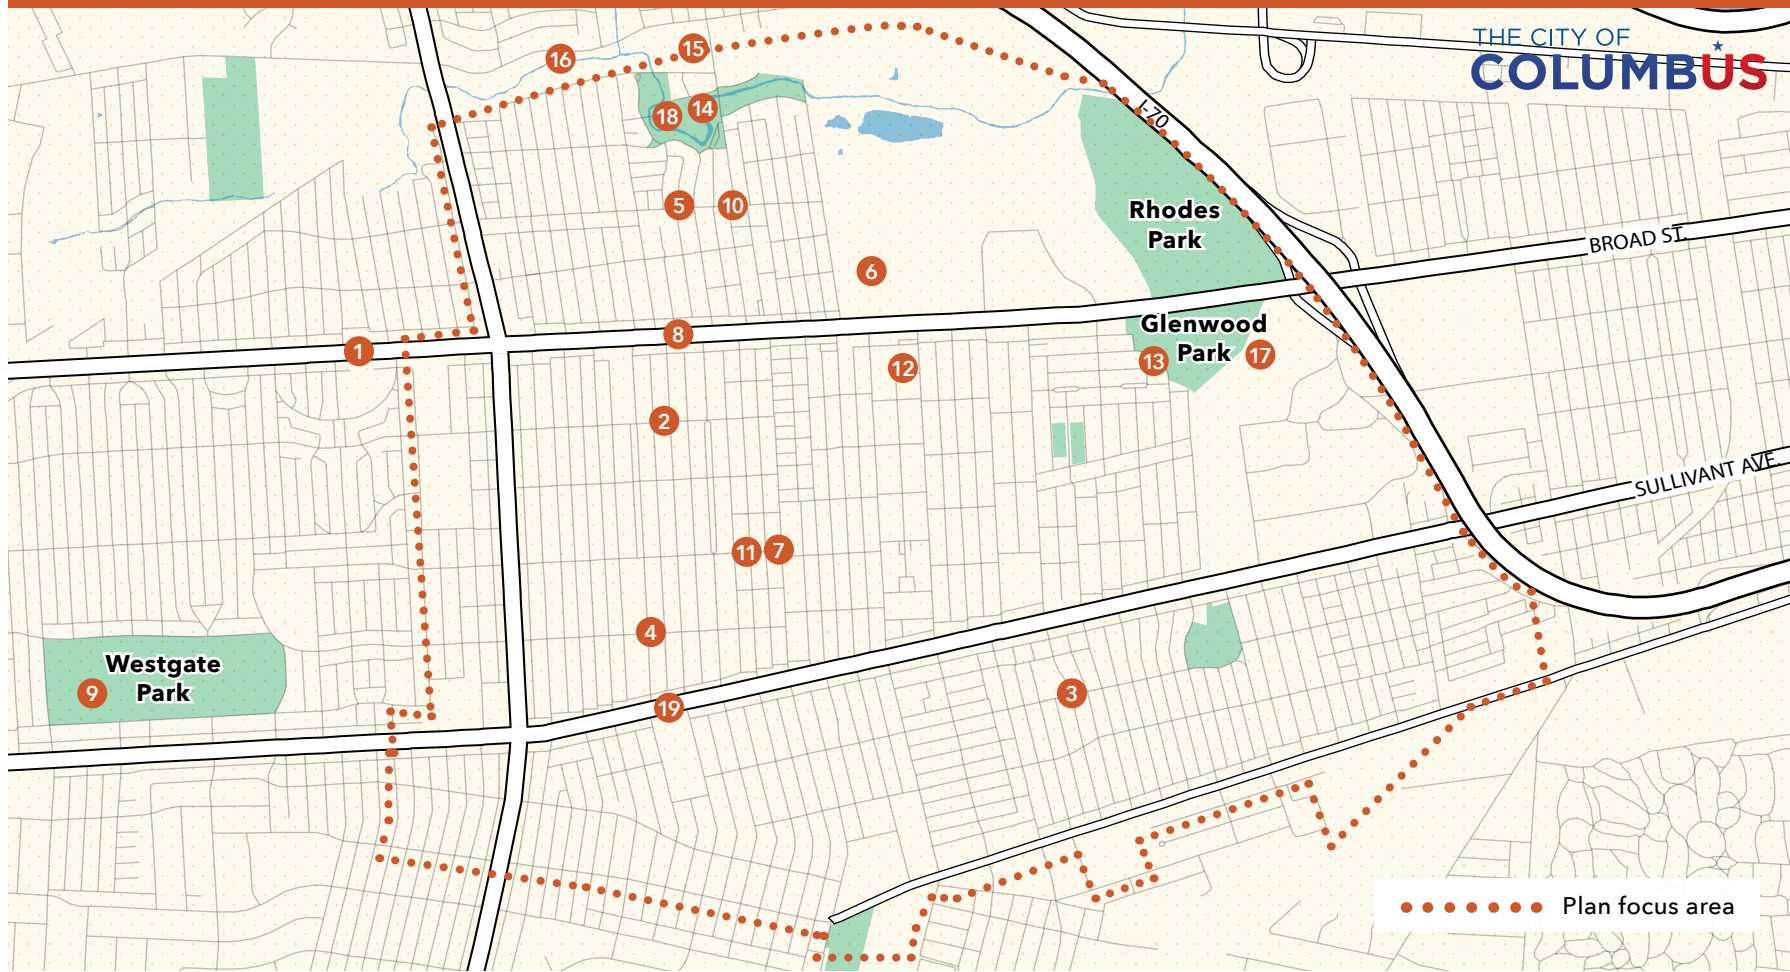 THE CITY OF
COLUMBUS
16
15
18
14
I-70
5
10
Rhodes
Park
BROAD ST.
6
8
Glenwood
Park
1
12
13
17
2
SULLIVANT AVE.
11
7
4
Westgate
Park
9
3
19
Plan focus area